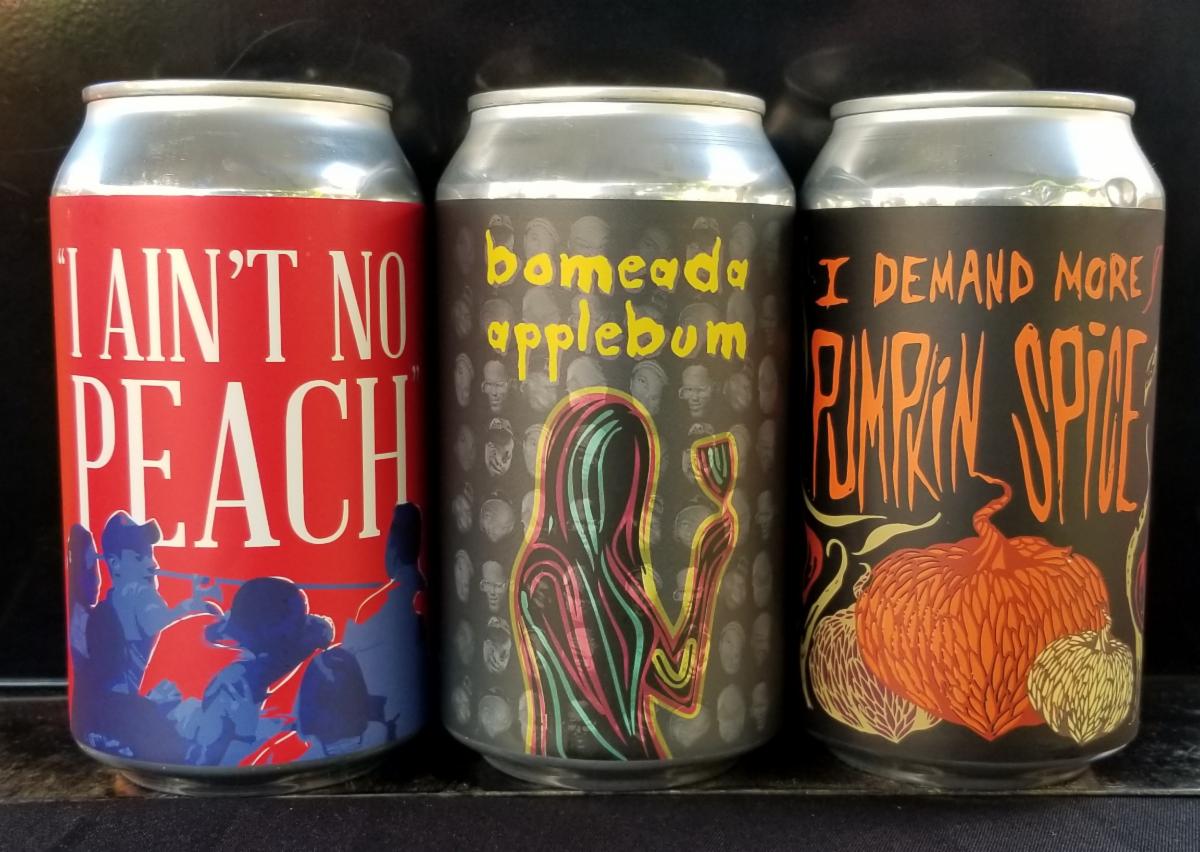 "I AIN'T NO
PEACH"
bomeada
applebum
I DEMAND MORE
PUMPKiN SPiCE